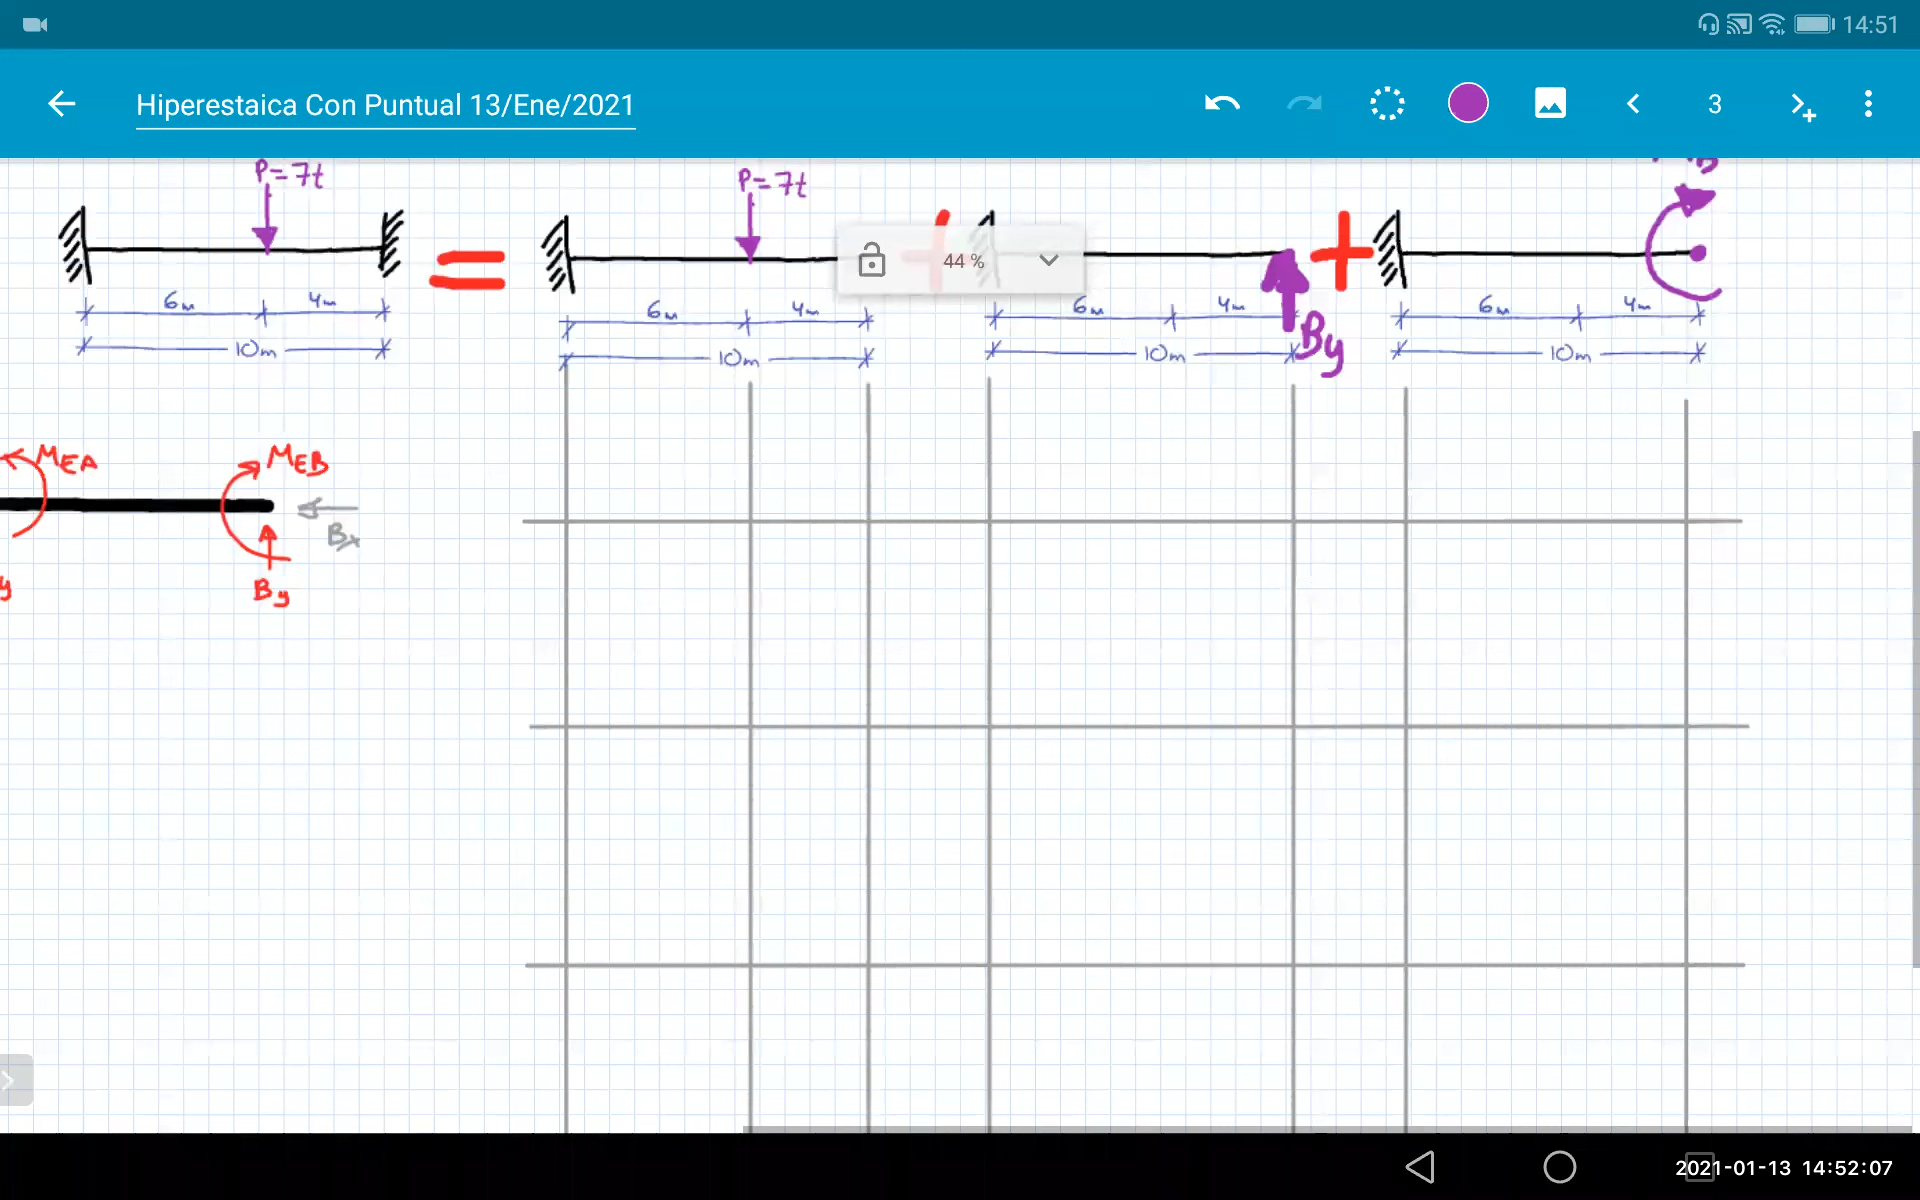 14:51
Hiperestaica Con Puntual 13/Ene/2021
3
P=7t
P=7t
44 %
6m 4m
10m
6m 4m
10m
6m 4m
10m
By
6m 4m
10m
MEA
MEB
Bx
By
2021-01-13 14:52:07